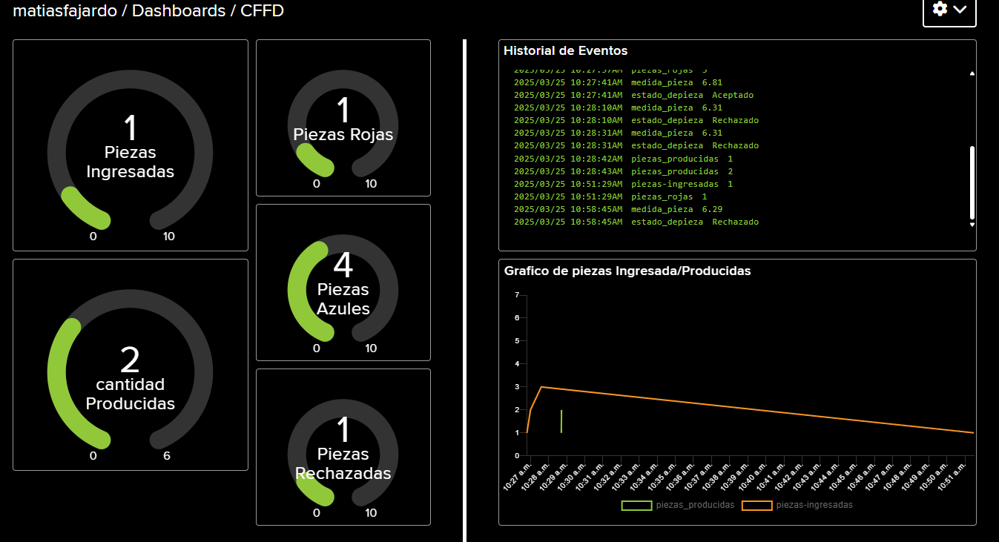 matiasfajardo / Dashboards / CFFD
1
Piezas
Ingresadas
0
10
2
cantidad
Producidas
0
6
1
Piezas Rojas
0
10
4
Piezas
Azules
0
10
1
Piezas
Rechazadas
0
10
Historial de Eventos
2025/03/25 10:27:37AM piezas_rojas 3
2025/03/25 10:27:41AM medida_pieza 6.81
2025/03/25 10:27:41AM estado_depieza Aceptado
2025/03/25 10:28:10AM medida_pieza 6.31
2025/03/25 10:28:10AM estado_depieza Rechazado
2025/03/25 10:28:31AM medida_pieza 6.31
2025/03/25 10:28:31AM estado_depieza Rechazado
2025/03/25 10:28:42AM piezas_producidas 1
2025/03/25 10:28:43AM piezas_producidas 2
2025/03/25 10:51:29AM piezas-ingresadas 1
2025/03/25 10:51:29AM piezas_rojas 1
2025/03/25 10:58:45AM medida_pieza 6.29
2025/03/25 10:58:45AM estado_depieza Rechazado
Grafico de piezas Ingresada/Producidas
7
6
5
4
3
2
1
0
10:27 a.m.
10:28 a.m.
10:29 a.m.
10:30 a.m.
10:31 a.m.
10:32 a.m.
10:33 a.m.
10:34 a.m.
10:35 a.m.
10:36 a.m.
10:37 a.m.
10:38 a.m.
10:39 a.m.
10:40 a.m.
10:41 a.m.
10:42 a.m.
10:43 a.m.
10:44 a.m.
10:45 a.m.
10:46 a.m.
10:47 a.m.
10:48 a.m.
10:49 a.m.
10:50 a.m.
10:51 a.m.
piezas_producidas
piezas-ingresadas